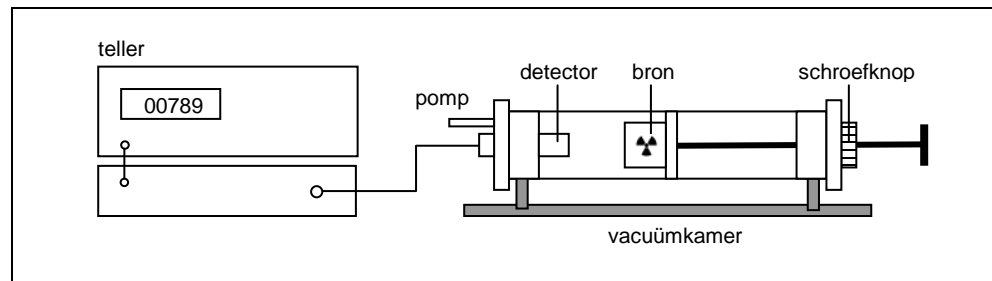 teller
00789
pomp
detector
bron
schroefknop
vacuümkamer